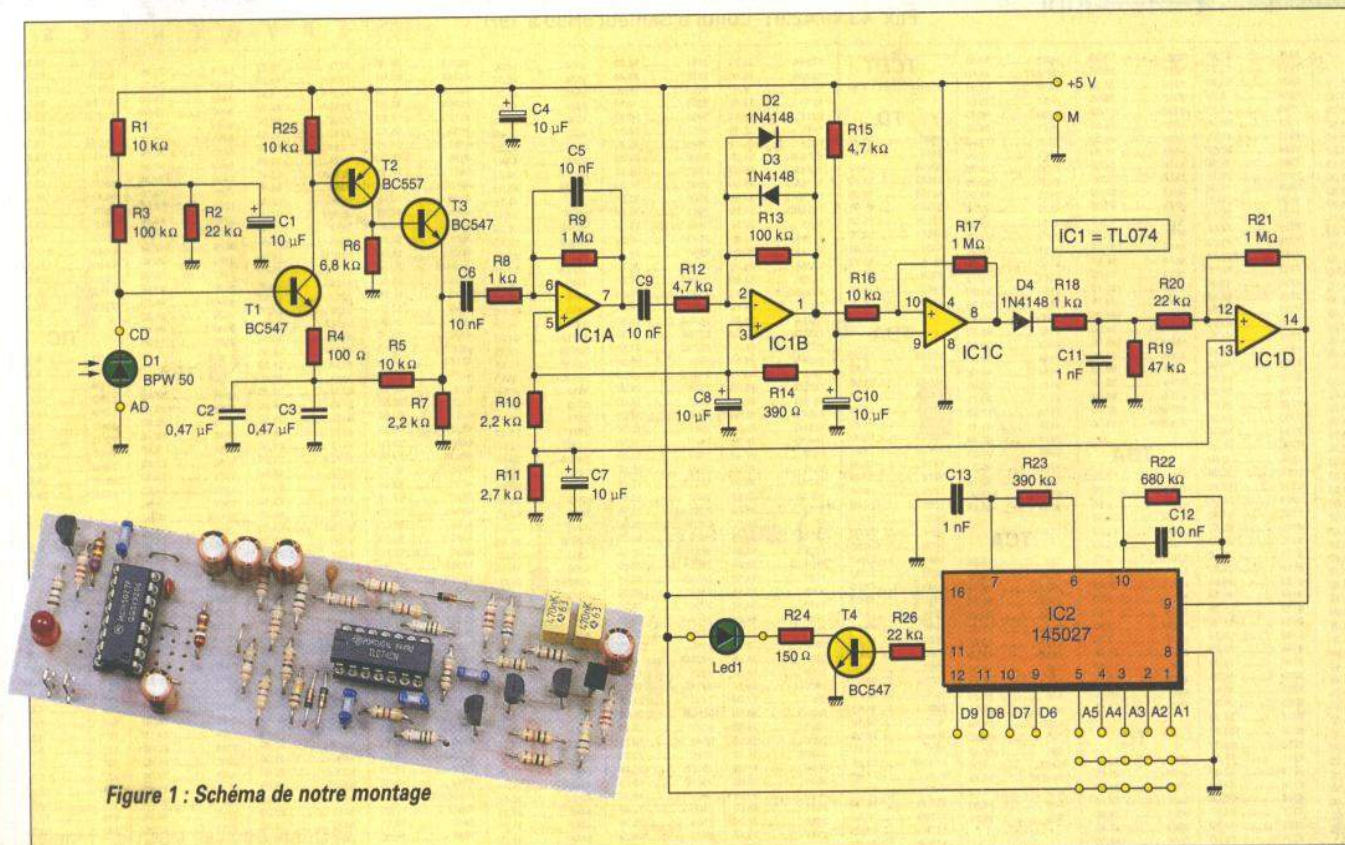 +5 V
M
R1
10 kΩ
R25
10 kΩ
C4
10 µF
D2
1N4148
D3
1N4148
R15
4,7 kΩ
T2
BC557
C5
10 nF
R3
100 kΩ
R2
22 kΩ
C1
10 µF
T3
BC547
R9
1 MΩ
R13
100 kΩ
R17
1 MΩ
IC1 = TL074
R21
1 MΩ
R6
6,8 kΩ
C6
10 nF
R8
1 kΩ
6
-
5
+
7
IC1A
C9
10 nF
R12
4,7 kΩ
2
-
3
+
1
IC1B
R16
10 kΩ
10
+
9
-
4
8
8
IC1C
D4
1N4148
R18
1 kΩ
R20
22 kΩ
12
+
13
-
14
IC1D
T1
BC547
CD
D1
BPW 50
AD
R4
100 Ω
R5
10 kΩ
C2
0,47 µF
C3
0,47 µF
R7
2,2 kΩ
R10
2,2 kΩ
C8
10 µF
R14
390 Ω
C10
10 µF
C11
1 nF
R19
47 kΩ
R11
2,7 kΩ
C7
10 µF
C13
1 nF
R23
390 kΩ
R22
680 kΩ
C12
10 nF
7
6
10
16
IC2
145027
9
11
8
12
11
10
9
5
4
3
2
1
D9
D8
D7
D6
A5
A4
A3
A2
A1
Led1
R24
150 Ω
T4
BC547
R26
22 kΩ
Figure 1 : Schéma de notre montage